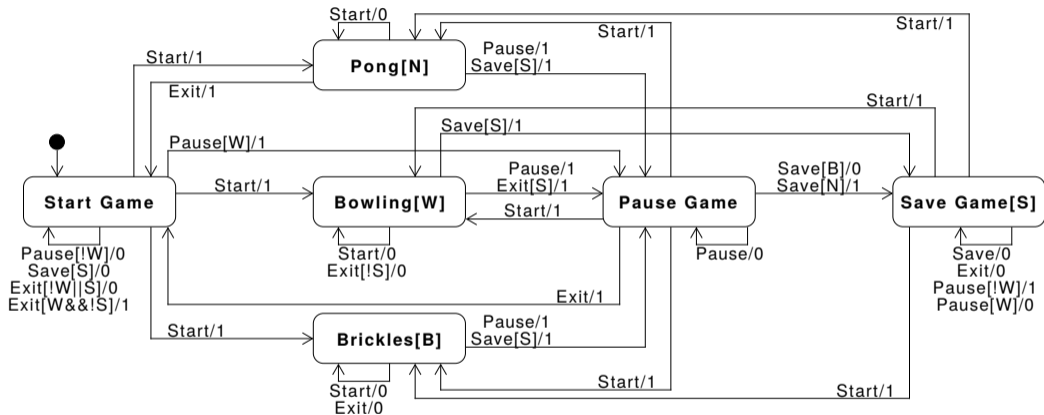 Start/0
Start/1
Start/1
Pong[N]
Pause/1
Save[S]/1
Exit/1
Start/1
Save[S]/1
Pause[W]/1
Start Game
Start/1
Bowling[W]
Pause/1
Exit[S]/1
Start/1
Pause Game
Save[B]/0
Save[N]/1
Save Game[S]
Pause[!W]/0
Save[S]/0
Exit[!W||S]/0
Exit[W&&!S]/1
Start/0
Exit[!S]/0
Pause/0
Save/0
Exit/0
Pause[!W]/1
Pause[W]/0
Exit/1
Start/1
Brickles[B]
Pause/1
Save[S]/1
Start/0
Exit/0
Start/1
Start/1